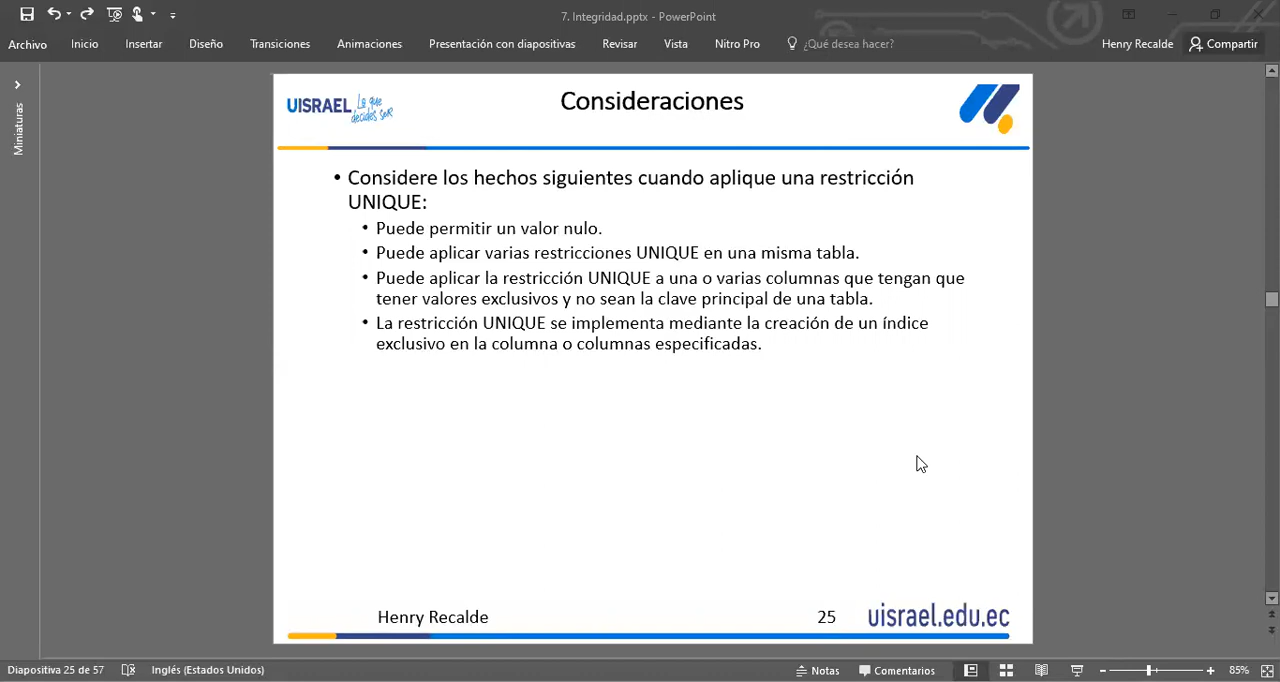 7. Integridad.pptx - PowerPoint
Archivo Inicio Insertar Diseño Transiciones Animaciones Presentación con diapositivas Revisar Vista Nitro Pro ¿Qué desea hacer? Henry Recalde Compartir
Miniaturas
UISRAEL Lo que decides ser
Consideraciones
• Considere los hechos siguientes cuando aplique una restricción
UNIQUE:
• Puede permitir un valor nulo.
• Puede aplicar varias restricciones UNIQUE en una misma tabla.
• Puede aplicar la restricción UNIQUE a una o varias columnas que tengan que
tener valores exclusivos y no sean la clave principal de una tabla.
• La restricción UNIQUE se implementa mediante la creación de un índice
exclusivo en la columna o columnas especificadas.
Henry Recalde 25 uisrael.edu.ec
Diapositiva 25 de 57 Inglés (Estados Unidos) Notas Comentarios 85%